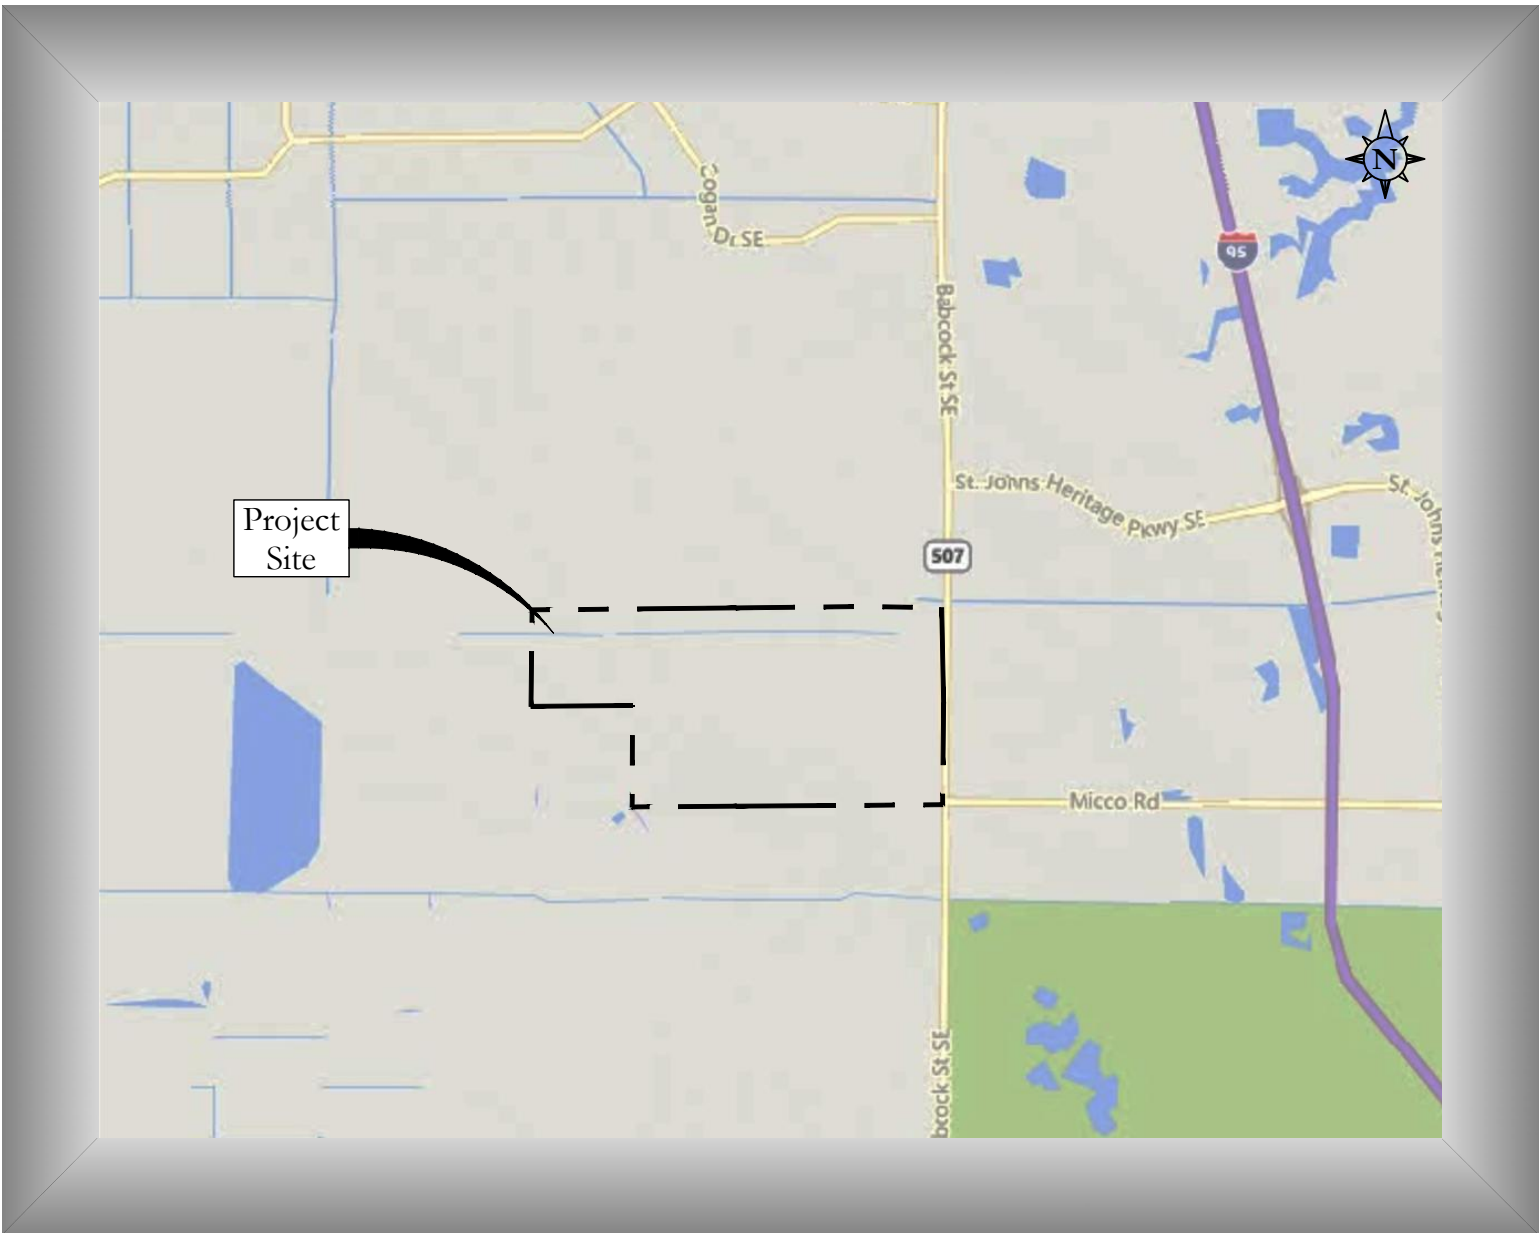 N
Cogan
Dr SE
95
Babcock St SE
St. Johns Heritage Pkwy SE
St. Johns
Project
Site
507
Micco Rd
bcock St SE